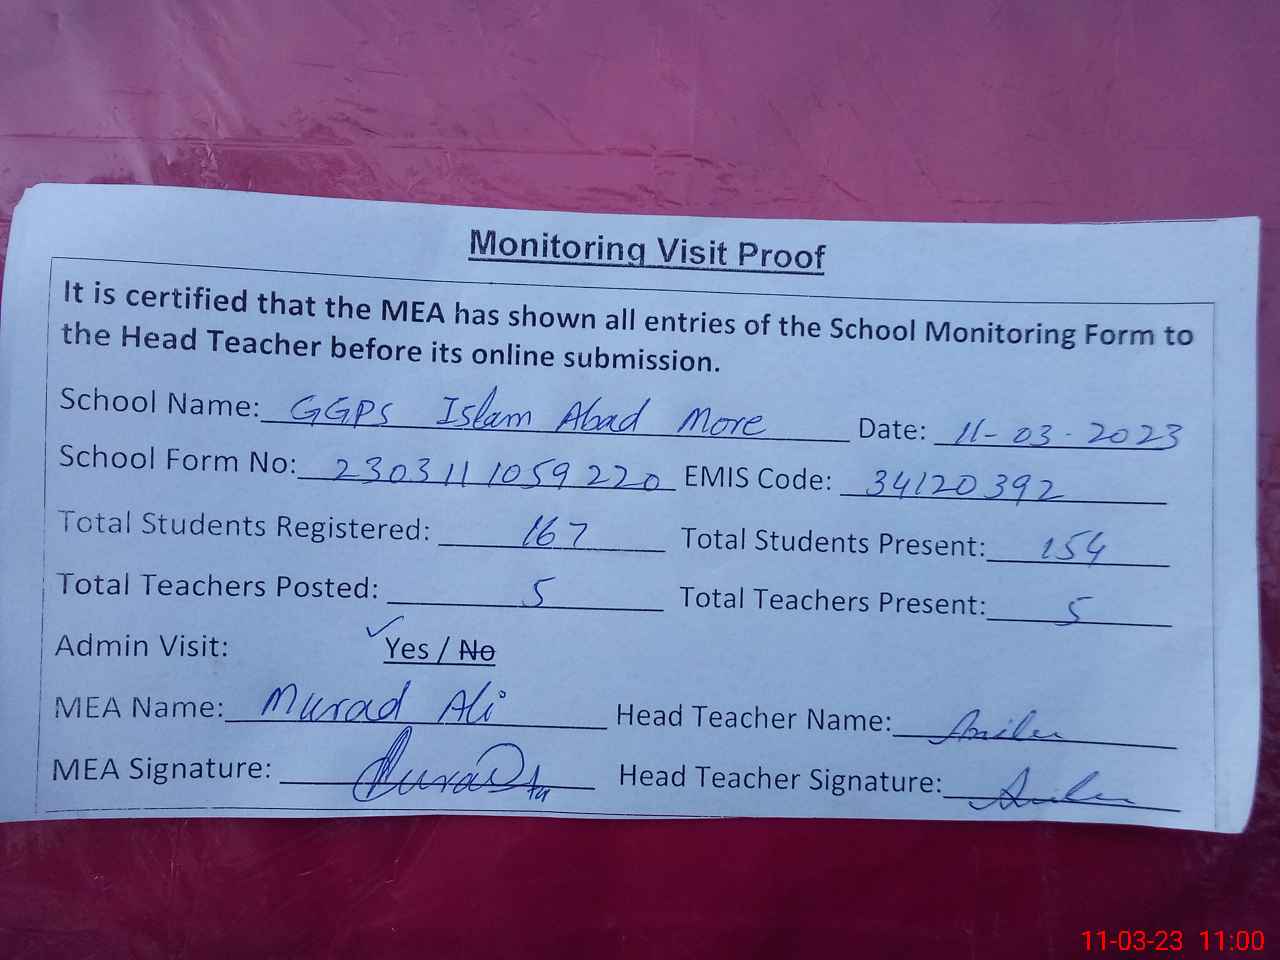 Monitoring Visit Proof
It is certified that the MEA has shown all entries of the School Monitoring Form to
the Head Teacher before its online submission.
School Name: GGPS Islam Abad More Date: 11-03-2023
School Form No: 2303111059220 EMIS Code: 34120392
Total Students Registered: 167 Total Students Present: 154
Total Teachers Posted: 5 Total Teachers Present: 5
Admin Visit: Yes / No
MEA Name: Murad Ali Head Teacher Name:
MEA Signature: Head Teacher Signature:
11-03-23 11:00